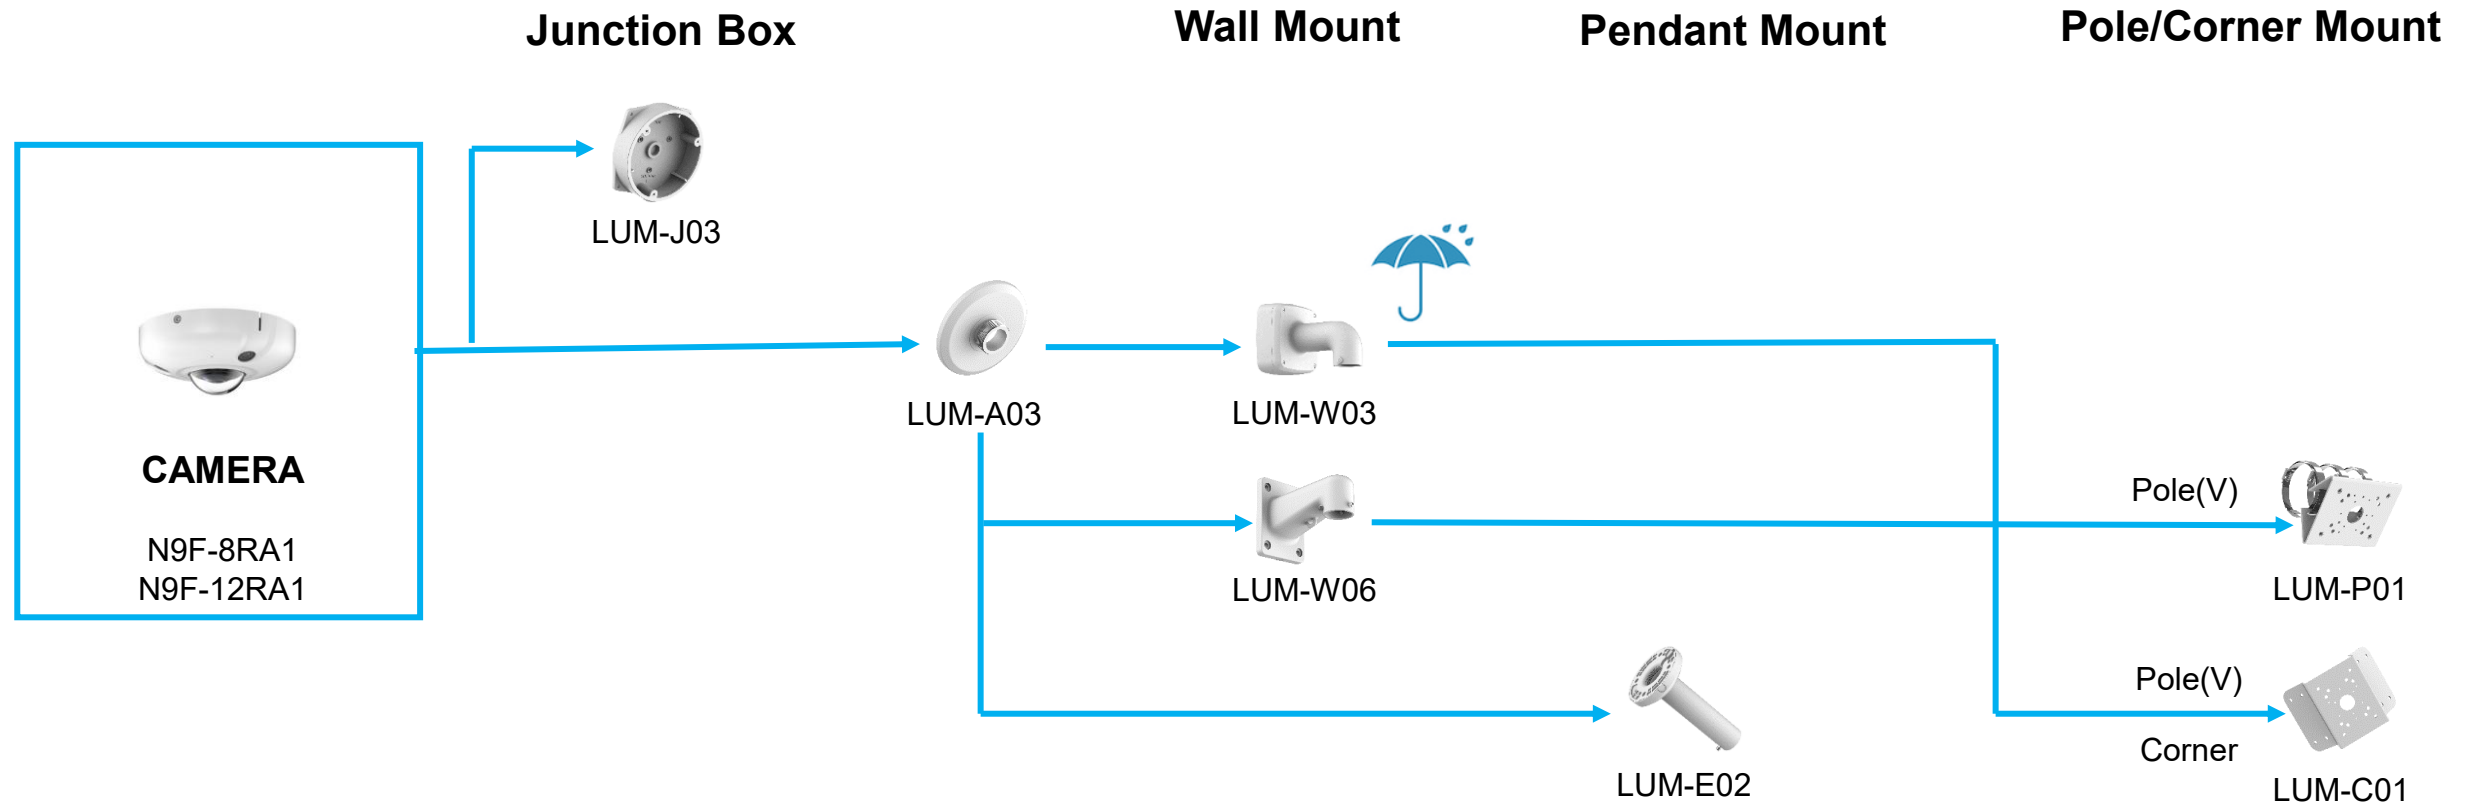 Junction Box
Wall Mount
Pendant Mount
Pole/Corner Mount
LUM-J03
LUM-A03
LUM-W03
CAMERA
N9F-8RA1
N9F-12RA1
Pole(V)
LUM-W06
LUM-P01
Pole(V)
Corner
LUM-E02
LUM-C01